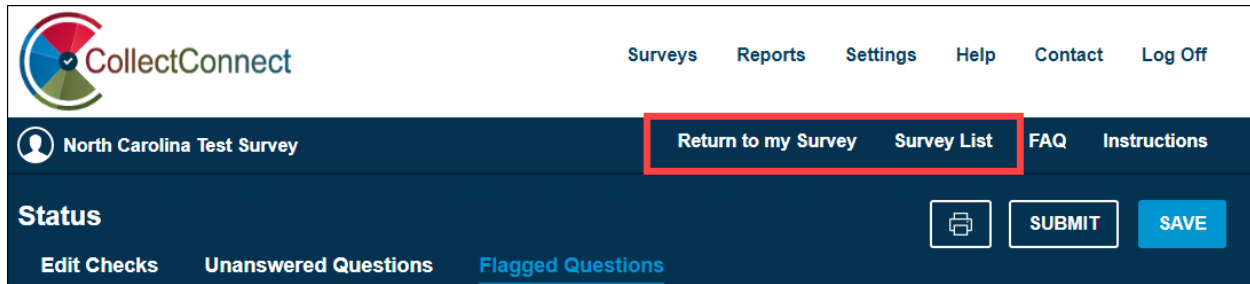 CollectConnect
Surveys Reports Settings Help Contact Log Off
North Carolina Test Survey
Return to my Survey Survey List FAQ Instructions
Status
SUBMIT SAVE
Edit Checks Unanswered Questions Flagged Questions